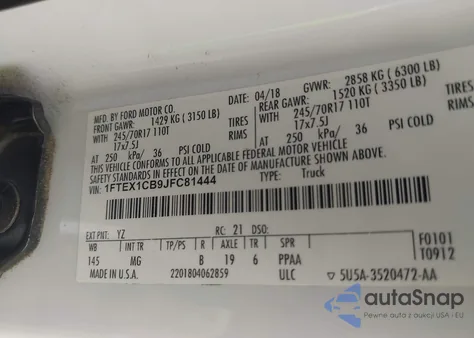 MFD. BY FORD MOTOR CO. 04/18 GVWR: 2858 KG ( 6300 LB)
FRONT GAWR: 1429 KG ( 3150 LB) REAR GAWR: 1520 KG ( 3350 LB)
245/70R17 110T TIRES 245/70R17 110T TIRES
17x7.5J RIMS 17x7.5J RIMS
AT 250 kPa/ 36 PSI COLD AT 250 kPa/ 36 PSI COLD
THIS VEHICLE CONFORMS TO ALL APPLICABLE FEDERAL MOTOR VEHICLE
SAFETY STANDARDS IN EFFECT ON THE DATE OF MANUFACTURE SHOWN ABOVE.
VIN: 1FTEX1CB9JFC81444 TYPE: Truck
EXT PNT: YZ RC: 21 DSO: F0101
WB INT TR TP/PS R AXLE TR SPR T0912
145 MG B 19 6 PPAA
MADE IN U.S.A. 2201804062859 ULC ▽ 5U5A-3520472-AA
autoSnap
Pewne auto z USA i EU